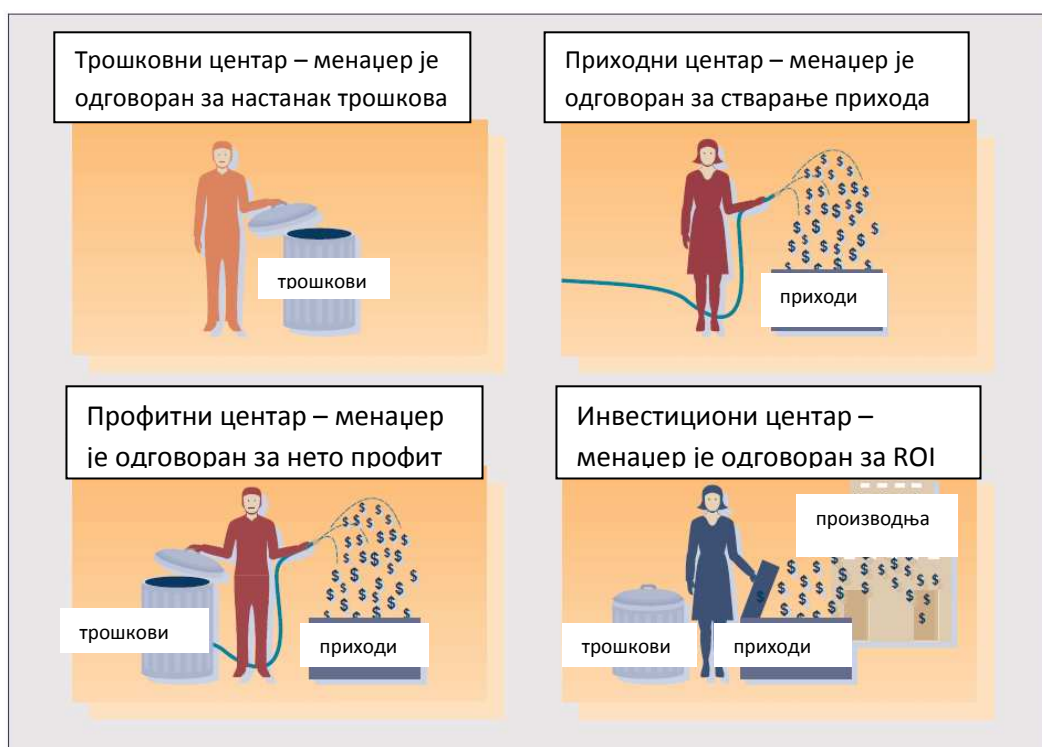 Трошковни центар – менаџер је
одговоран за настанак трошкова
трошкови
Приходни центар – менаџер је
одговоран за стварање прихода
приходи
Профитни центар – менаџер
је одговоран за нето профит
трошкови
приходи
Инвестициони центар –
менаџер је одговоран за ROI
производња
трошкови
приходи